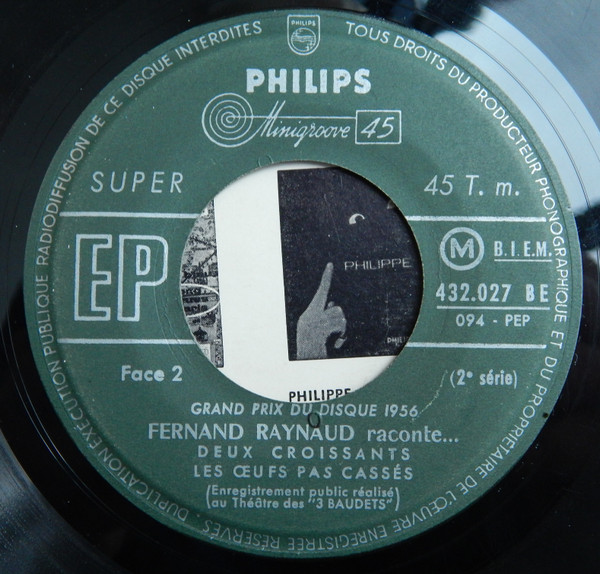 TOUS DROITS DU PRODUCTEUR PHONOGRAPHIQUE ET DU PROPRIETAIRE DE L'ŒUVRE ENREGISTREE RÉSERVÉS. DUPLICATION EXÉCUTION PUBLIQUE RADIODIFFUSION DE CE DISQUE INTERDITES
PHILIPS
PHILIPS
Minigroove 45
SUPER
45 T. m.
EP
M B.I.E.M.
432.027 BE
094 - PEP
PHILIPPE
Face 2
(2e série)
PHILIPPE
GRAND PRIX DU DISQUE 1956
FERNAND RAYNAUD raconte...
DEUX CROISSANTS
LES ŒUFS PAS CASSÉS
(Enregistrement public réalisé)
(au Théâtre des "3 BAUDETS")